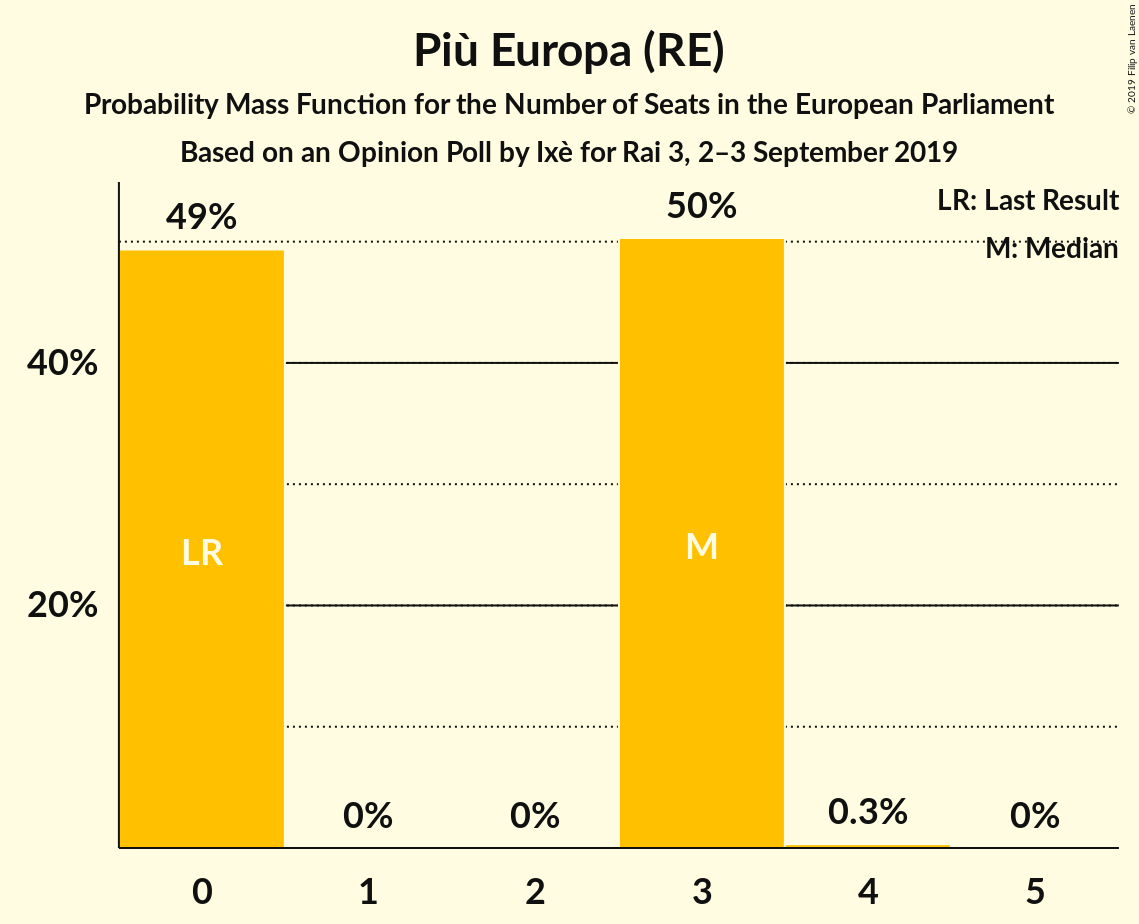 Più Europa (RE)
Probability Mass Function for the Number of Seats in the European Parliament
Based on an Opinion Poll by Ixè for Rai 3, 2–3 September 2019
© 2019 Filip van Laenen
LR: Last Result
M: Median
49%
50%
40%
LR
M
20%
0%
0%
0.3%
0%
0
1
2
3
4
5